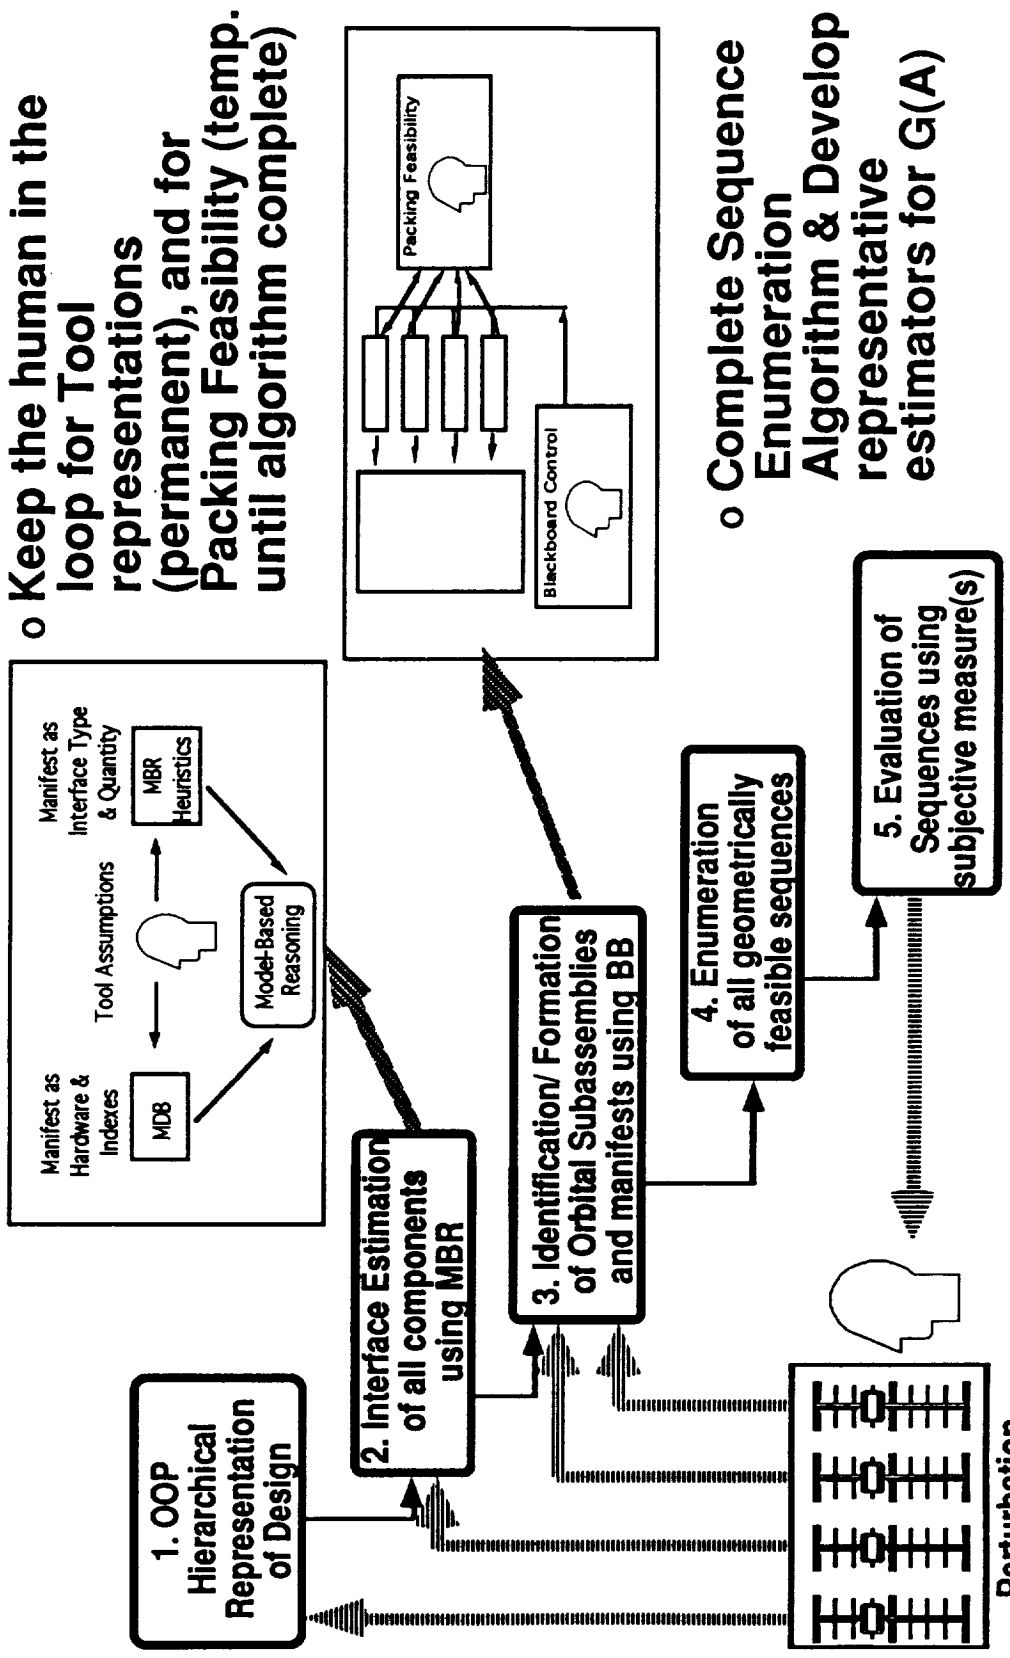 o Keep the human in the
loop for Tool
representations
(permanent), and for
Packing Feasibility (temp.
until algorithm complete)
Manifest as
Hardware &
Indexes
Tool Assumptions
Manifest as
Interface Type
& Quantity
MDB
MBR
Heuristics
Model-Based
Reasoning
1. OOP
Hierarchical
Representation
of Design
2. Interface Estimation
of all components
using MBR
3. Identification/ Formation
of Orbital Subassemblies
and manifests using BB
4. Enumeration
of all geometrically
feasible sequences
5. Evaluation of
Sequences using
subjective measure(s)
Packing Feasibility
Blackboard Control
o Complete Sequence
Enumeration
Algorithm & Develop
representative
estimators for G(A)
Perturbation